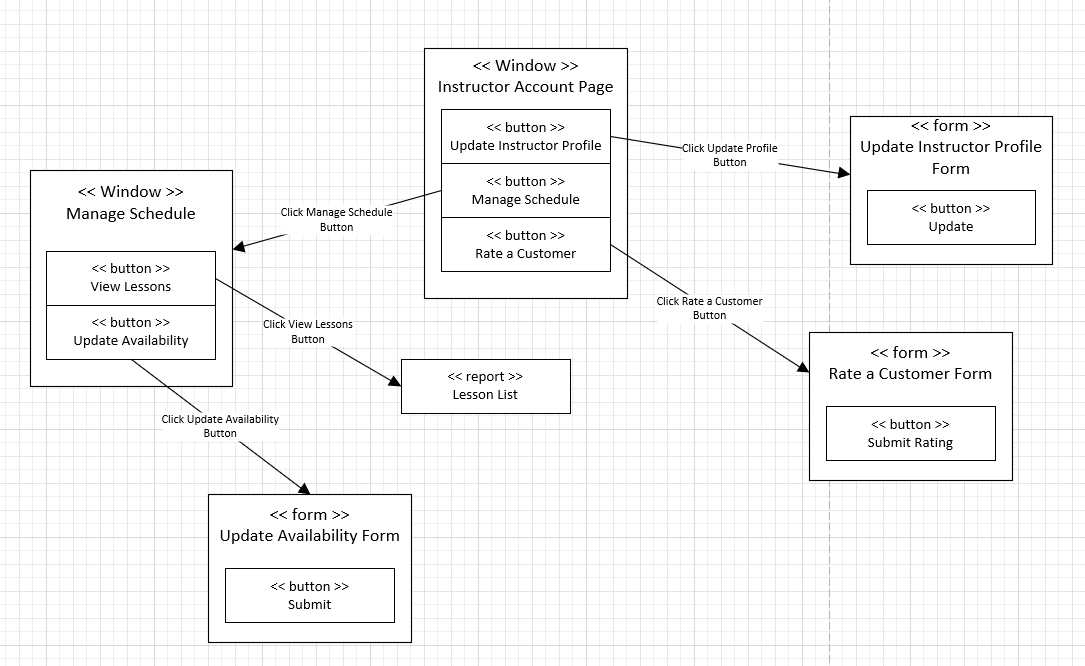 << Window >>
Instructor Account Page
<< button >>
Update Instructor Profile
<< button >>
Manage Schedule
<< button >>
Rate a Customer
Click Update Profile
Button
<< form >>
Update Instructor Profile
Form
<< button >>
Update
<< Window >>
Manage Schedule
<< button >>
View Lessons
<< button >>
Update Availability
Click Manage Schedule
Button
Click Rate a Customer
Button
Click View Lessons
Button
<< report >>
Lesson List
<< form >>
Rate a Customer Form
<< button >>
Submit Rating
Click Update Availability
Button
<< form >>
Update Availability Form
<< button >>
Submit